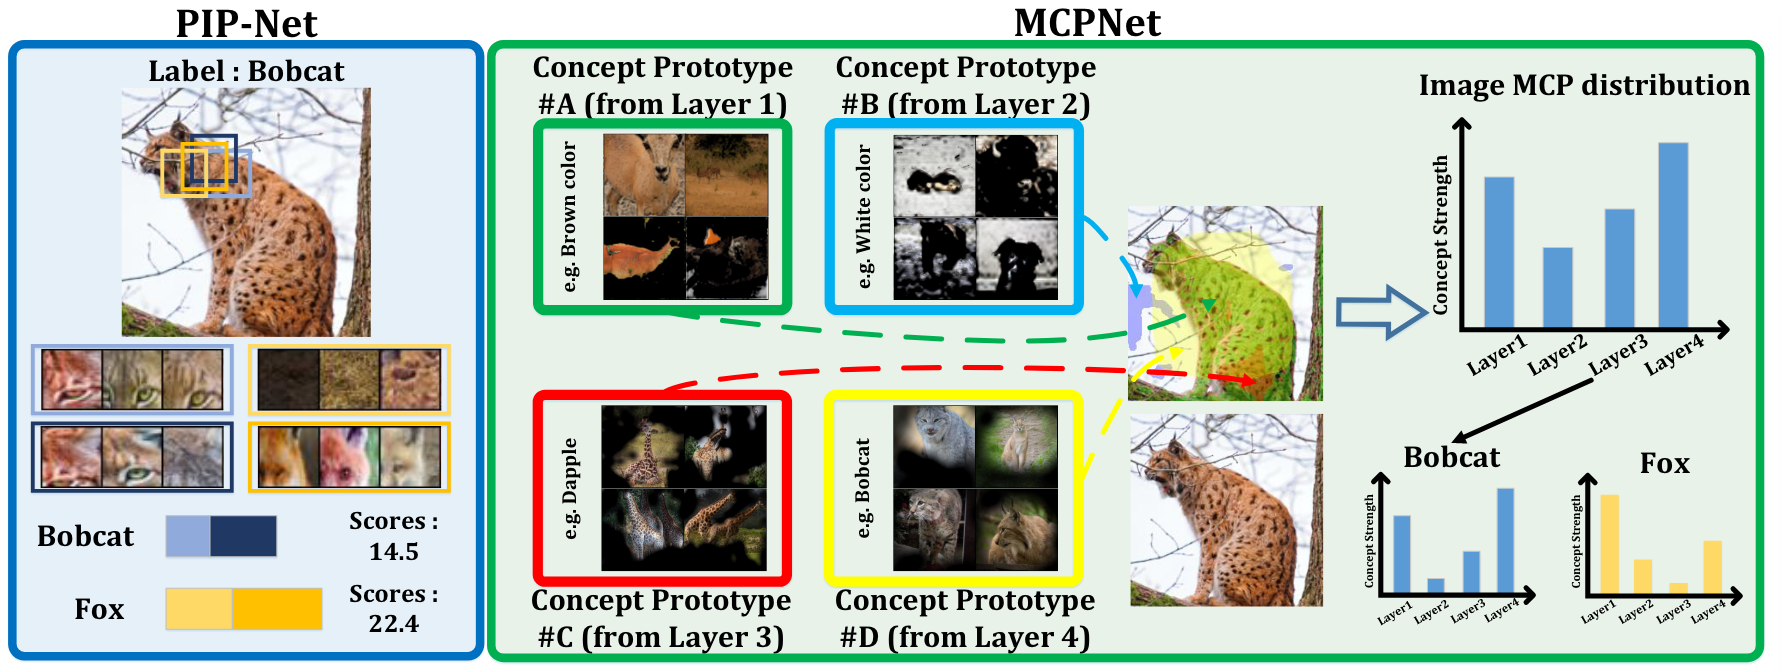 PIP-Net
Label : Bobcat
Bobcat
Scores :
14.5
Fox
Scores :
22.4
MCPNet
Concept Prototype
#A (from Layer 1)
e.g. Brown color
Concept Prototype
#B (from Layer 2)
e.g. White color
e.g. Dapple
Concept Prototype
#C (from Layer 3)
e.g. Bobcat
Concept Prototype
#D (from Layer 4)
Image MCP distribution
Concept Strength
Layer1
Layer2
Layer3
Layer4
Bobcat
Concept Strength
Layer1
Layer2
Layer3
Layer4
Fox
Concept Strength
Layer1
Layer2
Layer3
Layer4